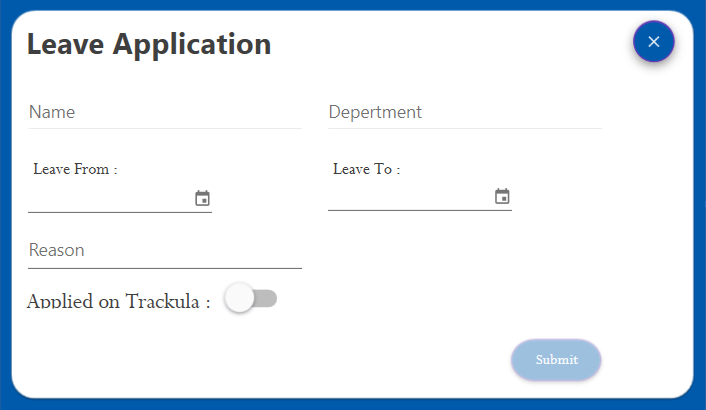 Leave Application
Name
Depertment
Leave From :
Leave To :
Reason
Applied on Trackula :
Submit